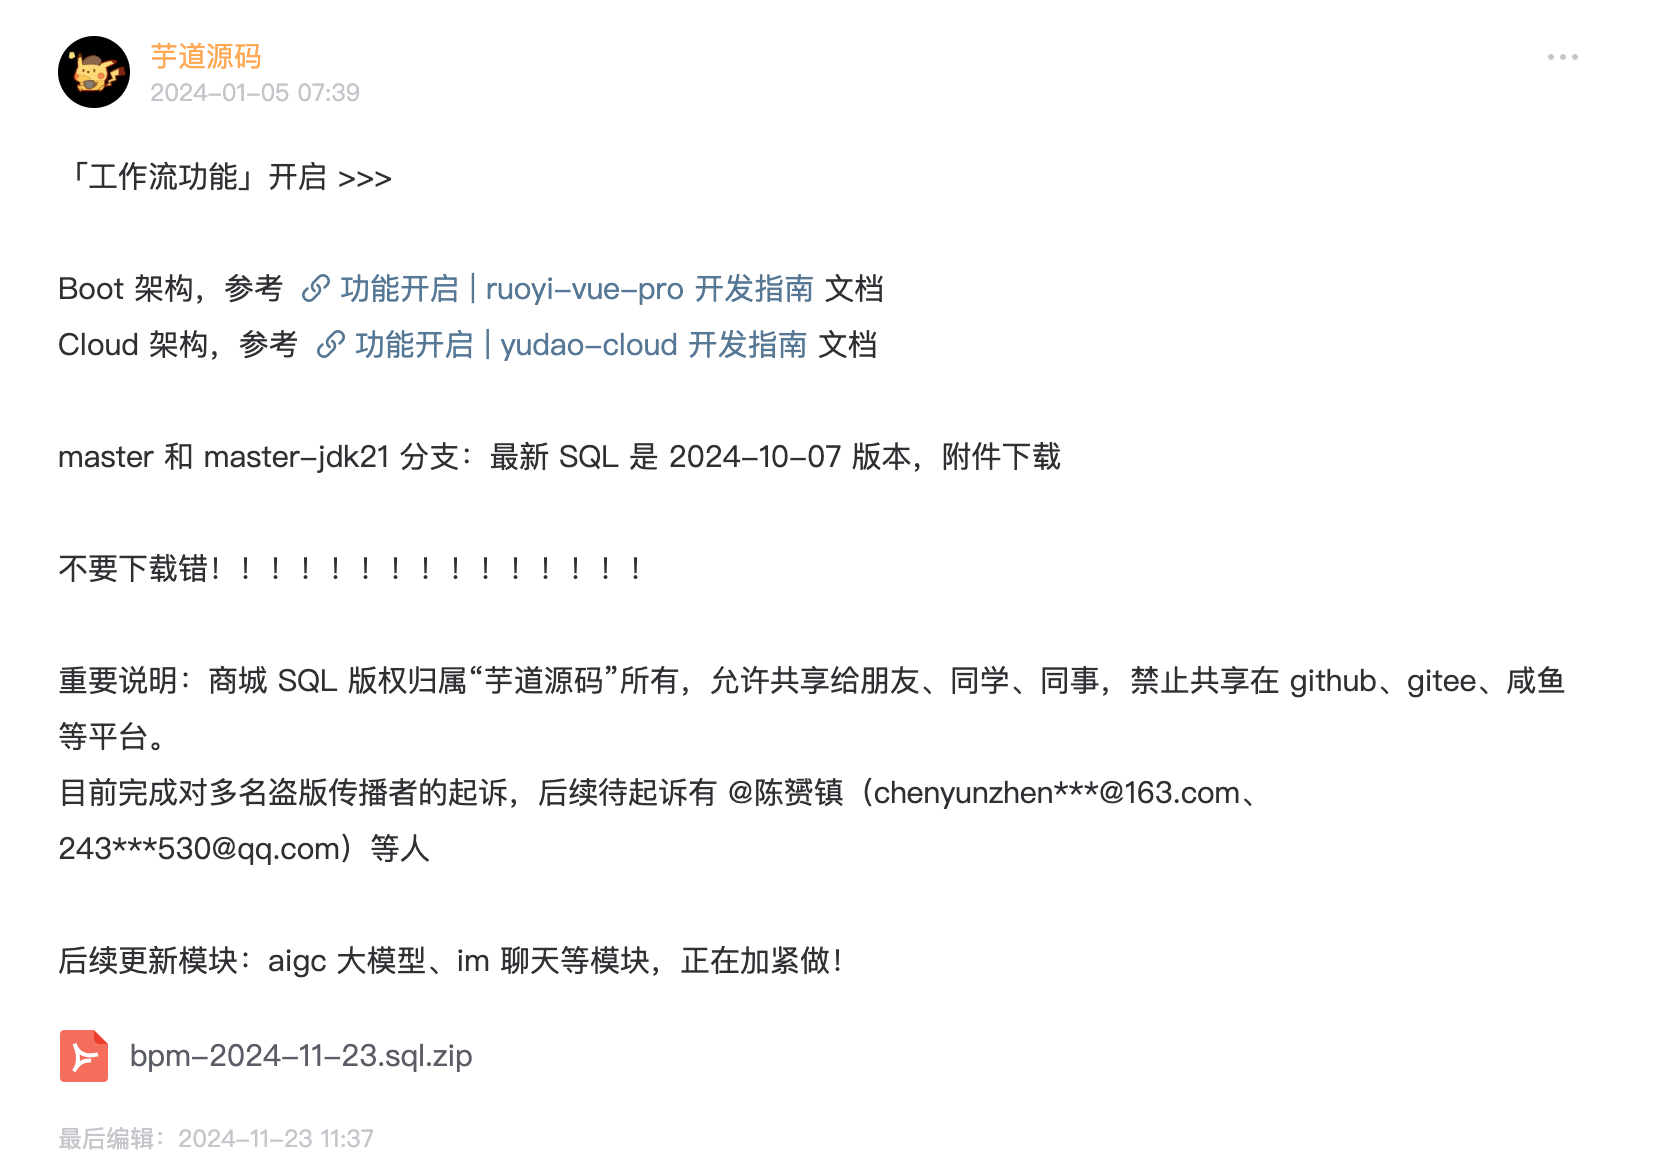 芋道源码
2024-01-05 07:39
「工作流功能」开启 >>>
Boot 架构，参考 功能开启 | ruoyi-vue-pro 开发指南 文档
Cloud 架构，参考 功能开启 | yudao-cloud 开发指南 文档
master 和 master-jdk21 分支：最新 SQL 是 2024-10-07 版本，附件下载
不要下载错！！！！！！！！！！！！！！！
重要说明：商城 SQL 版权归属“芋道源码”所有，允许共享给朋友、同学、同事，禁止共享在 github、gitee、咸鱼
等平台。
目前完成对多名盗版传播者的起诉，后续待起诉有 @陈赟镇（chenyunzhen***@163.com、
243***530@qq.com）等人
后续更新模块：aigc 大模型、im 聊天等模块，正在加紧做！
bpm-2024-11-23.sql.zip
最后编辑：2024-11-23 11:37